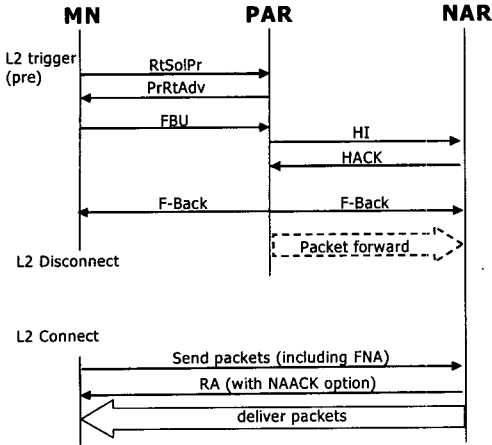 MN PAR NAR
L2 trigger
(pre)
RtSolPr
PrRtAdv
FBU
HI
HACK
F-Back F-Back
Packet forward
L2 Disconnect
L2 Connect
Send packets (including FNA)
RA (with NAACK option)
deliver packets